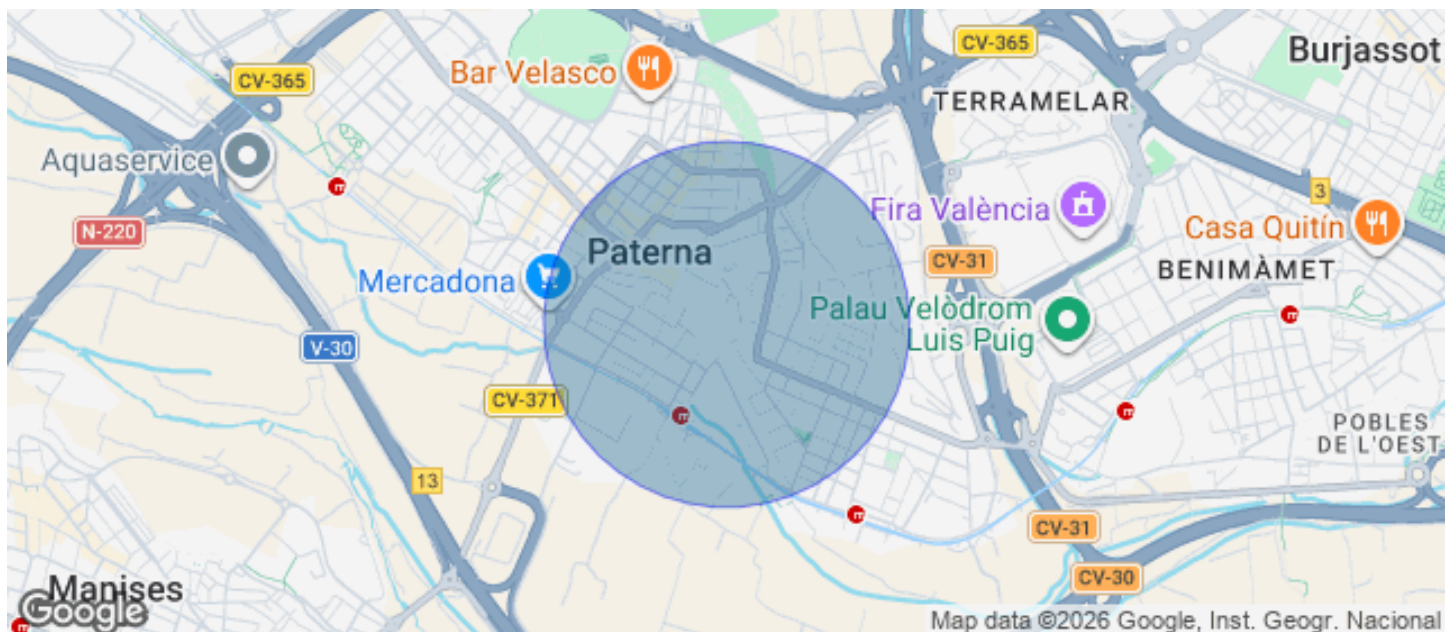 Burjassot
CV-365
Bar Velasco
CV-365
TERRAMELAR
Aquaservice
3
Fira València
N-220
Casa Quitín
Paterna
CV-31
BENIMÀMET
Mercadona
Palau Velòdrom
Luis Puig
V-30
CV-371
POBLES
DE L'OEST
13
CV-31
CV-30
Manises
Google
Map data ©2026 Google, Inst. Geogr. Nacional